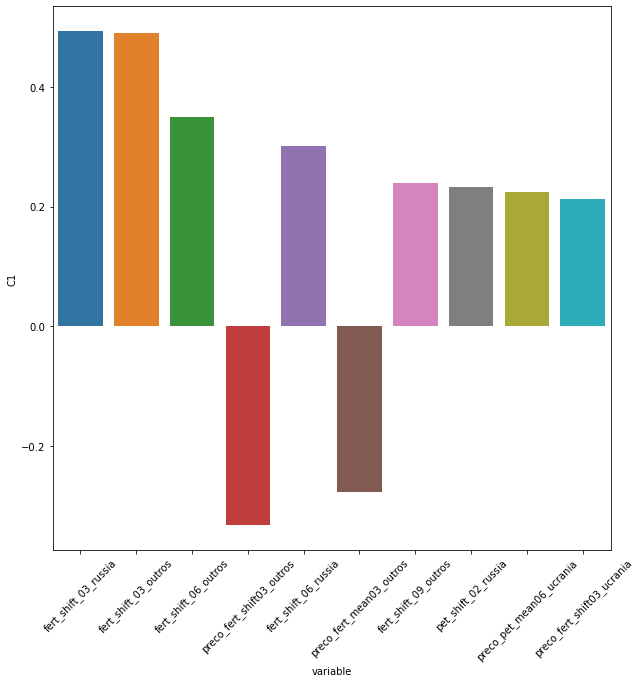 0.4
0.2
0.0
−0.2
C1
fert_shift_03_russia
fert_shift_03_outros
fert_shift_06_outros
preco_fert_shift03_outros
fert_shift_06_russia
preco_fert_mean03_outros
fert_shift_09_outros
pet_shift_02_russia
preco_pet_mean06_ucrania
preco_fert_shift03_ucrania
variable